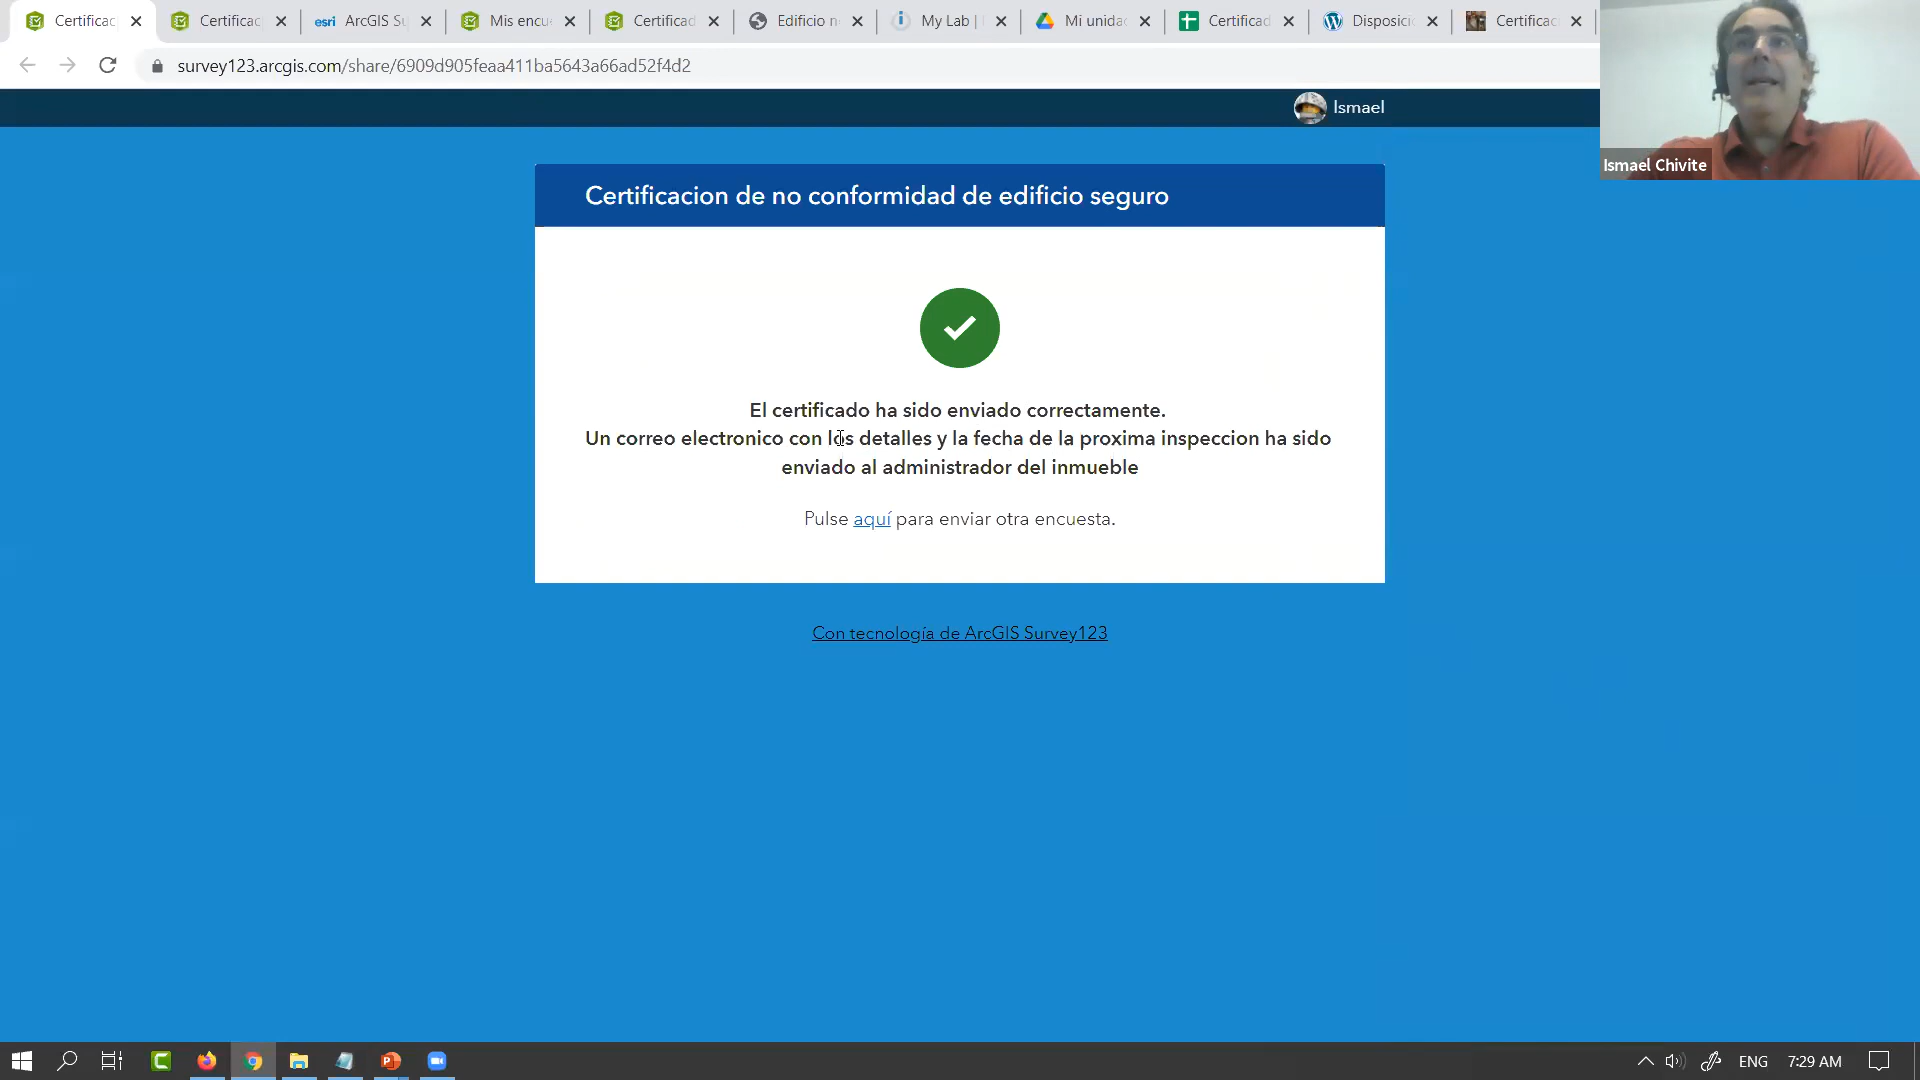 Certificac
Certificac
esri ArcGIS Su
Mis encue
Certificad
Edificio n
My Lab |
Mi unidad
Certificad
Disposici
Certificac
survey123.arcgis.com/share/6909d905feaa411ba5643a66ad52f4d2
Ismael
Ismael Chivite
Certificacion de no conformidad de edificio seguro
El certificado ha sido enviado correctamente.
Un correo electronico con los detalles y la fecha de la proxima inspeccion ha sido
enviado al administrador del inmueble
Pulse aquí para enviar otra encuesta.
Con tecnología de ArcGIS Survey123
ENG
7:29 AM